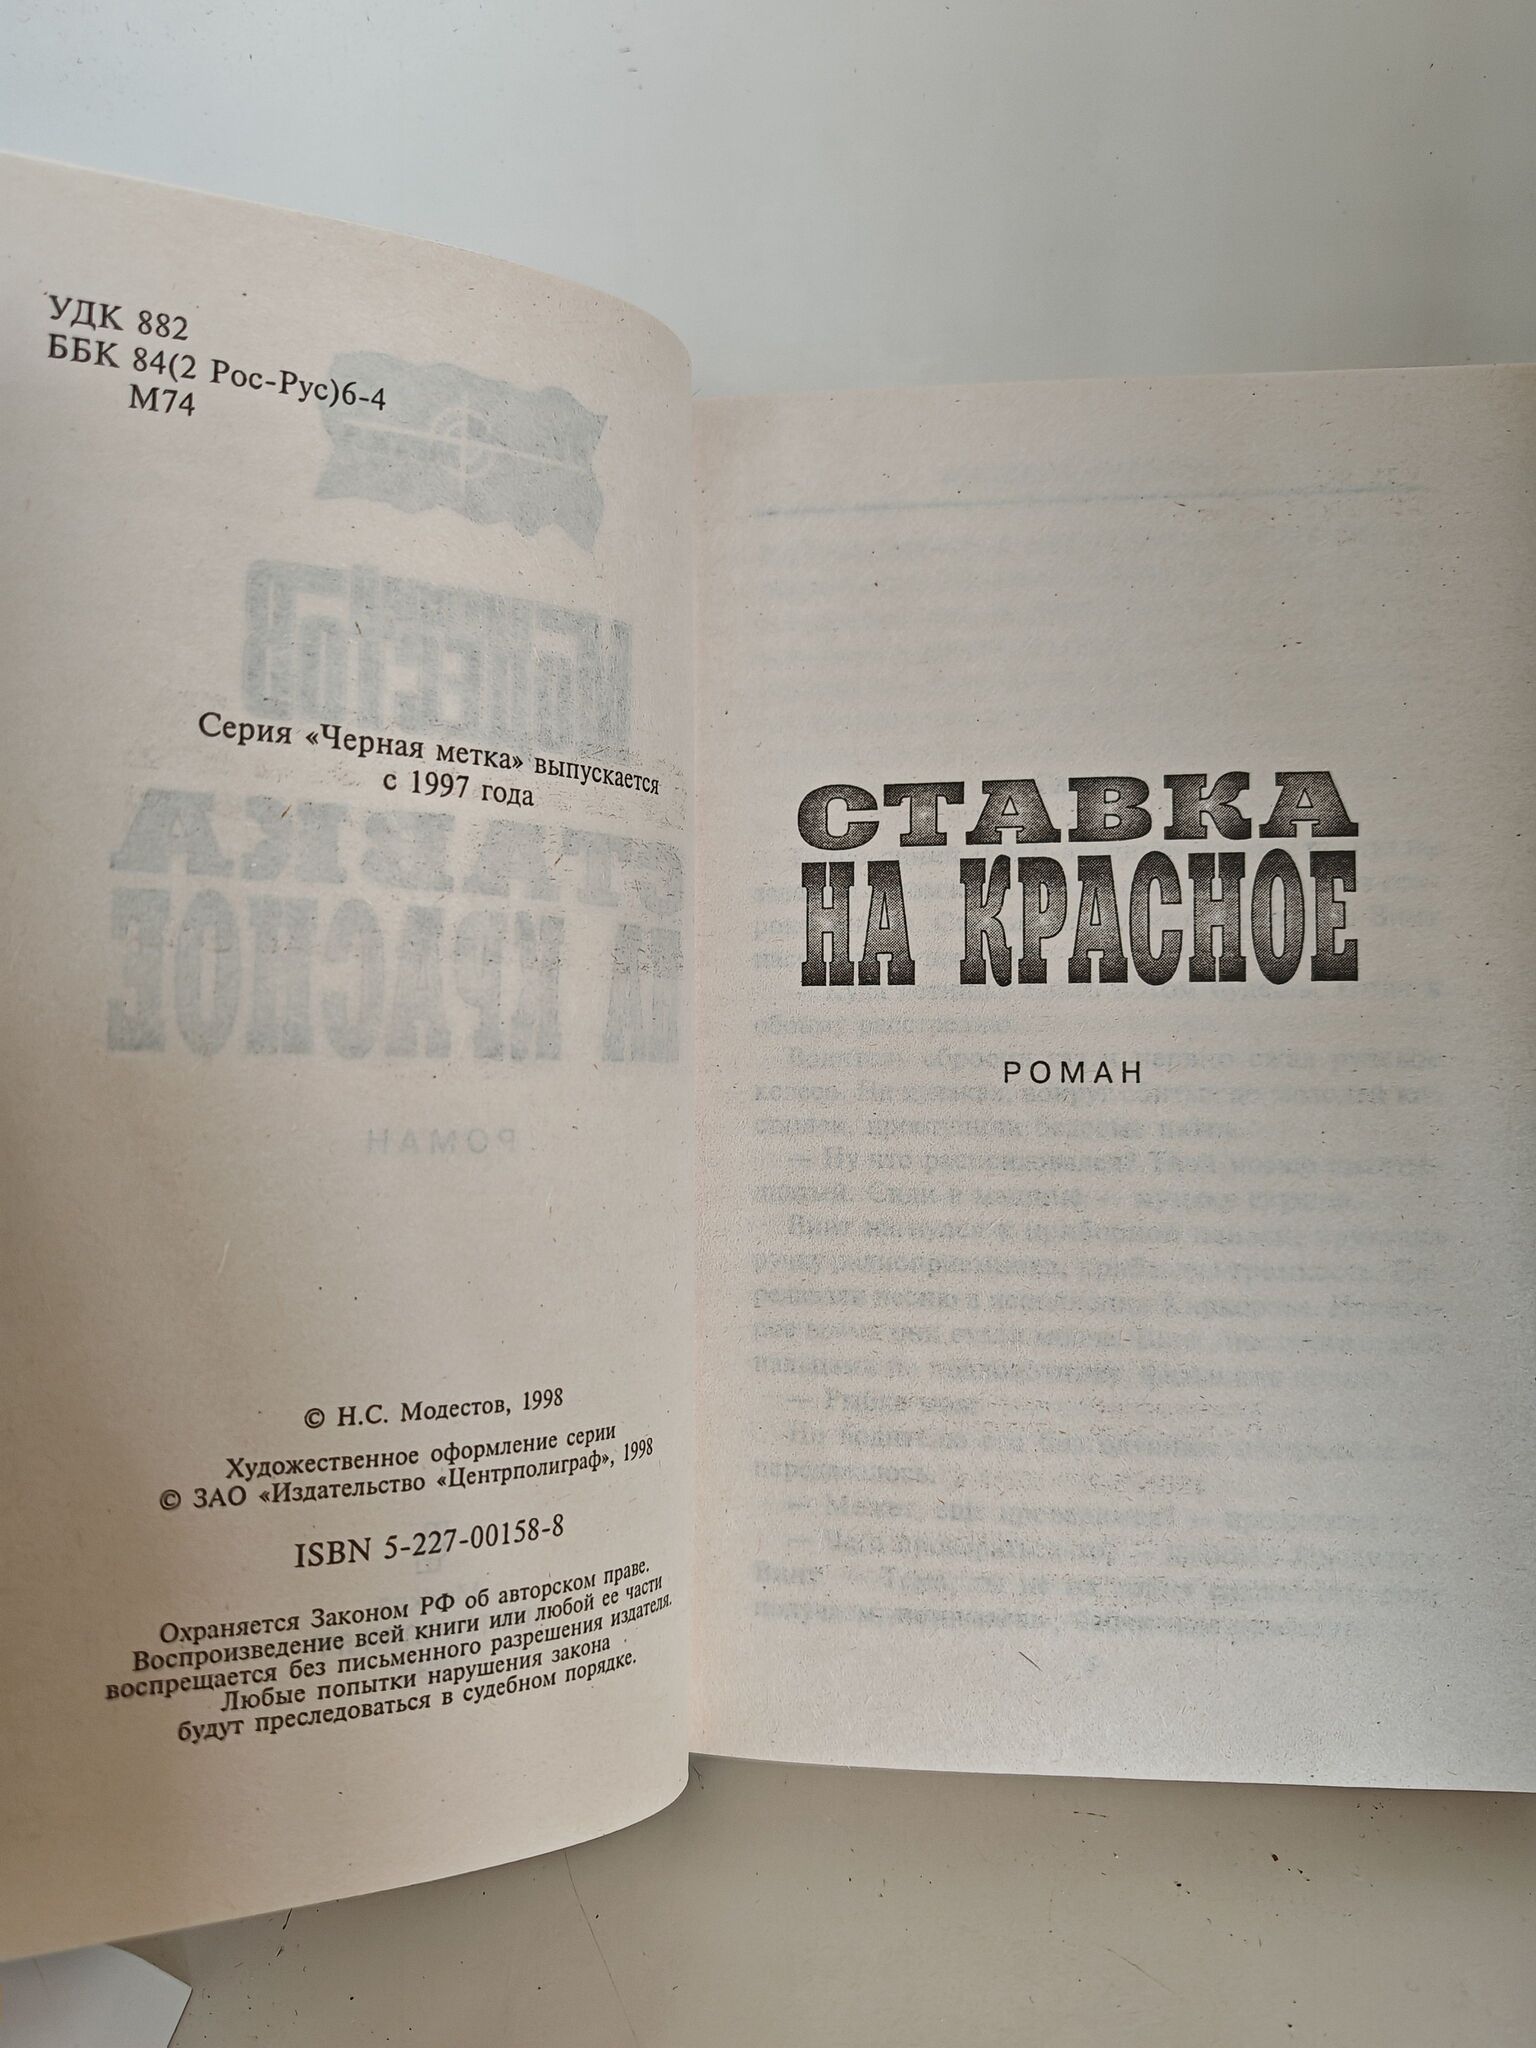 УДК 882
ББК 84(2 Рос-Рус)6-4
М74
Серия «Черная метка» выпускается
с 1997 года
© Н.С. Модестов, 1998
Художественное оформление серии
© ЗАО «Издательство «Центрполиграф», 1998
ISBN 5-227-00158-8
Охраняется Законом РФ об авторском праве.
Воспроизведение всей книги или любой ее части
воспрещается без письменного разрешения издателя.
Любые попытки нарушения закона
будут преследоваться в судебном порядке.
СТАВКА
НА КРАСНОЕ
РОМАН